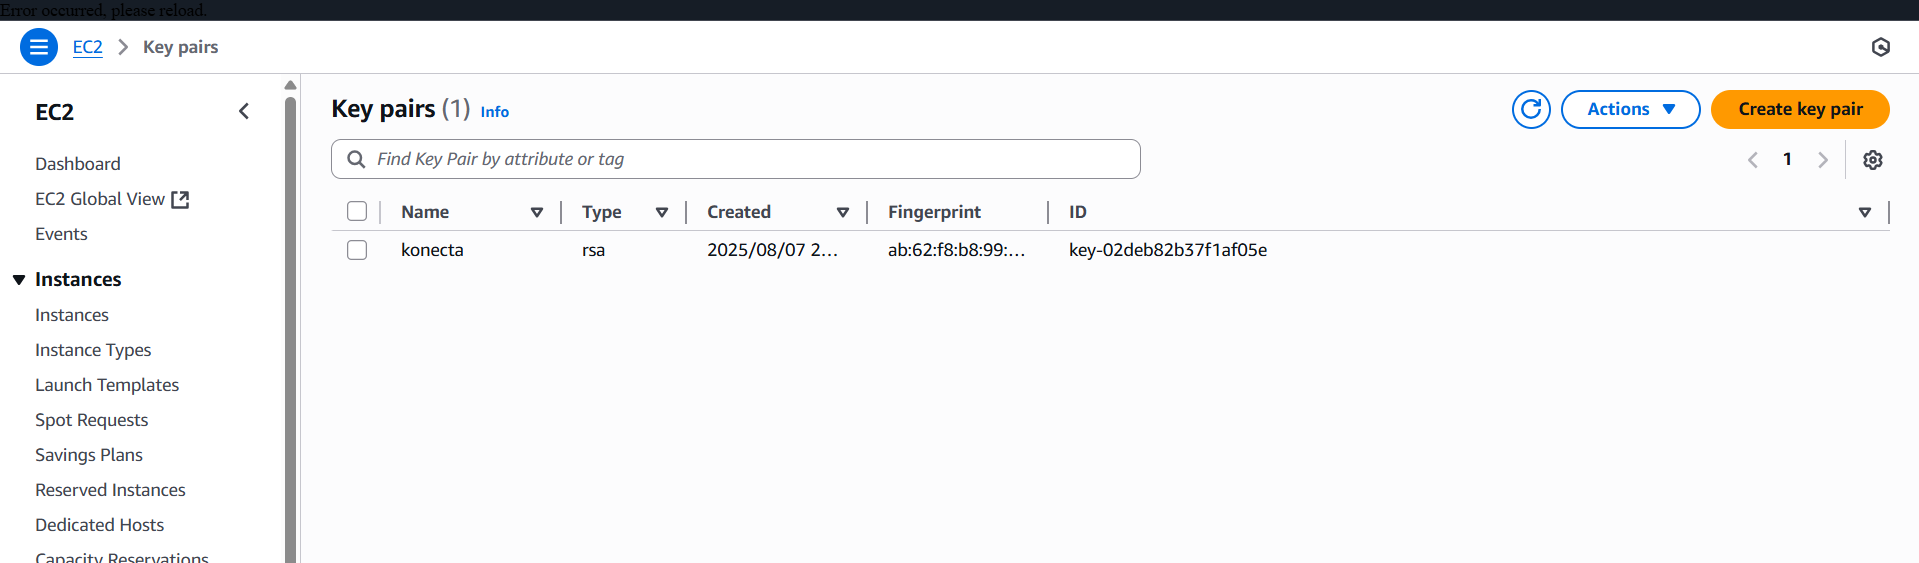 Error occurred, please reload.
EC2 > Key pairs
EC2
Dashboard
EC2 Global View
Events
Instances
Instances
Instance Types
Launch Templates
Spot Requests
Savings Plans
Reserved Instances
Dedicated Hosts
Capacity Reservations
Key pairs (1) Info
Actions
Create key pair
Find Key Pair by attribute or tag
1
Name Type Created Fingerprint ID
konecta rsa 2025/08/07 2... ab:62:f8:b8:99:... key-02deb82b37f1af05e